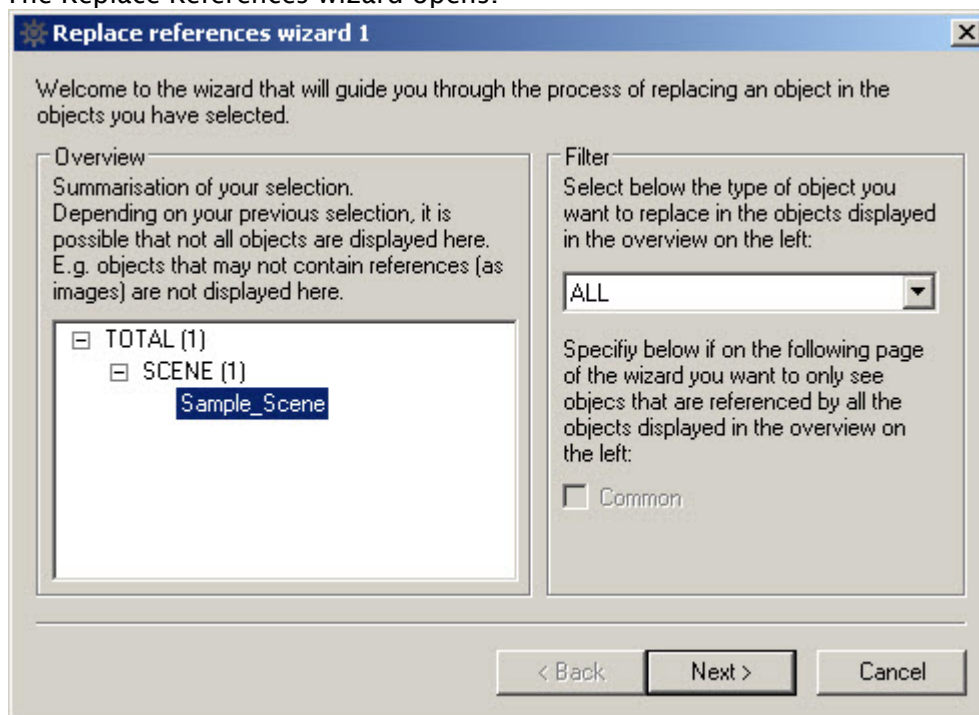 The Replace References wizard opens.
Replace references wizard 1
Welcome to the wizard that will guide you through the process of replacing an object in the
objects you have selected.
Overview
Summarisation of your selection.
Depending on your previous selection, it is
possible that not all objects are displayed here.
E.g. objects that may not contain references (as
images) are not displayed here.
TOTAL (1)
SCENE (1)
Sample_Scene
Filter
Select below the type of object you
want to replace in the objects displayed
in the overview on the left:
ALL
Specifiy below if on the following page
of the wizard you want to only see
objecs that are referenced by all the
objects displayed in the overview on
the left:
Common
< Back
Next >
Cancel